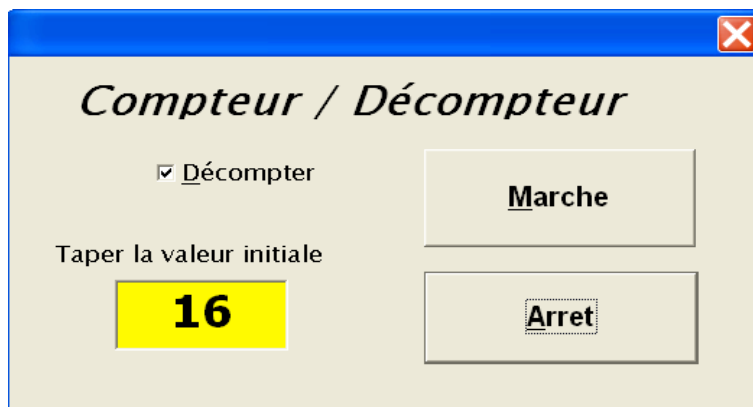 Compteur / Décompteur
Décompter
Marche
Taper la valeur initiale
16
Arret